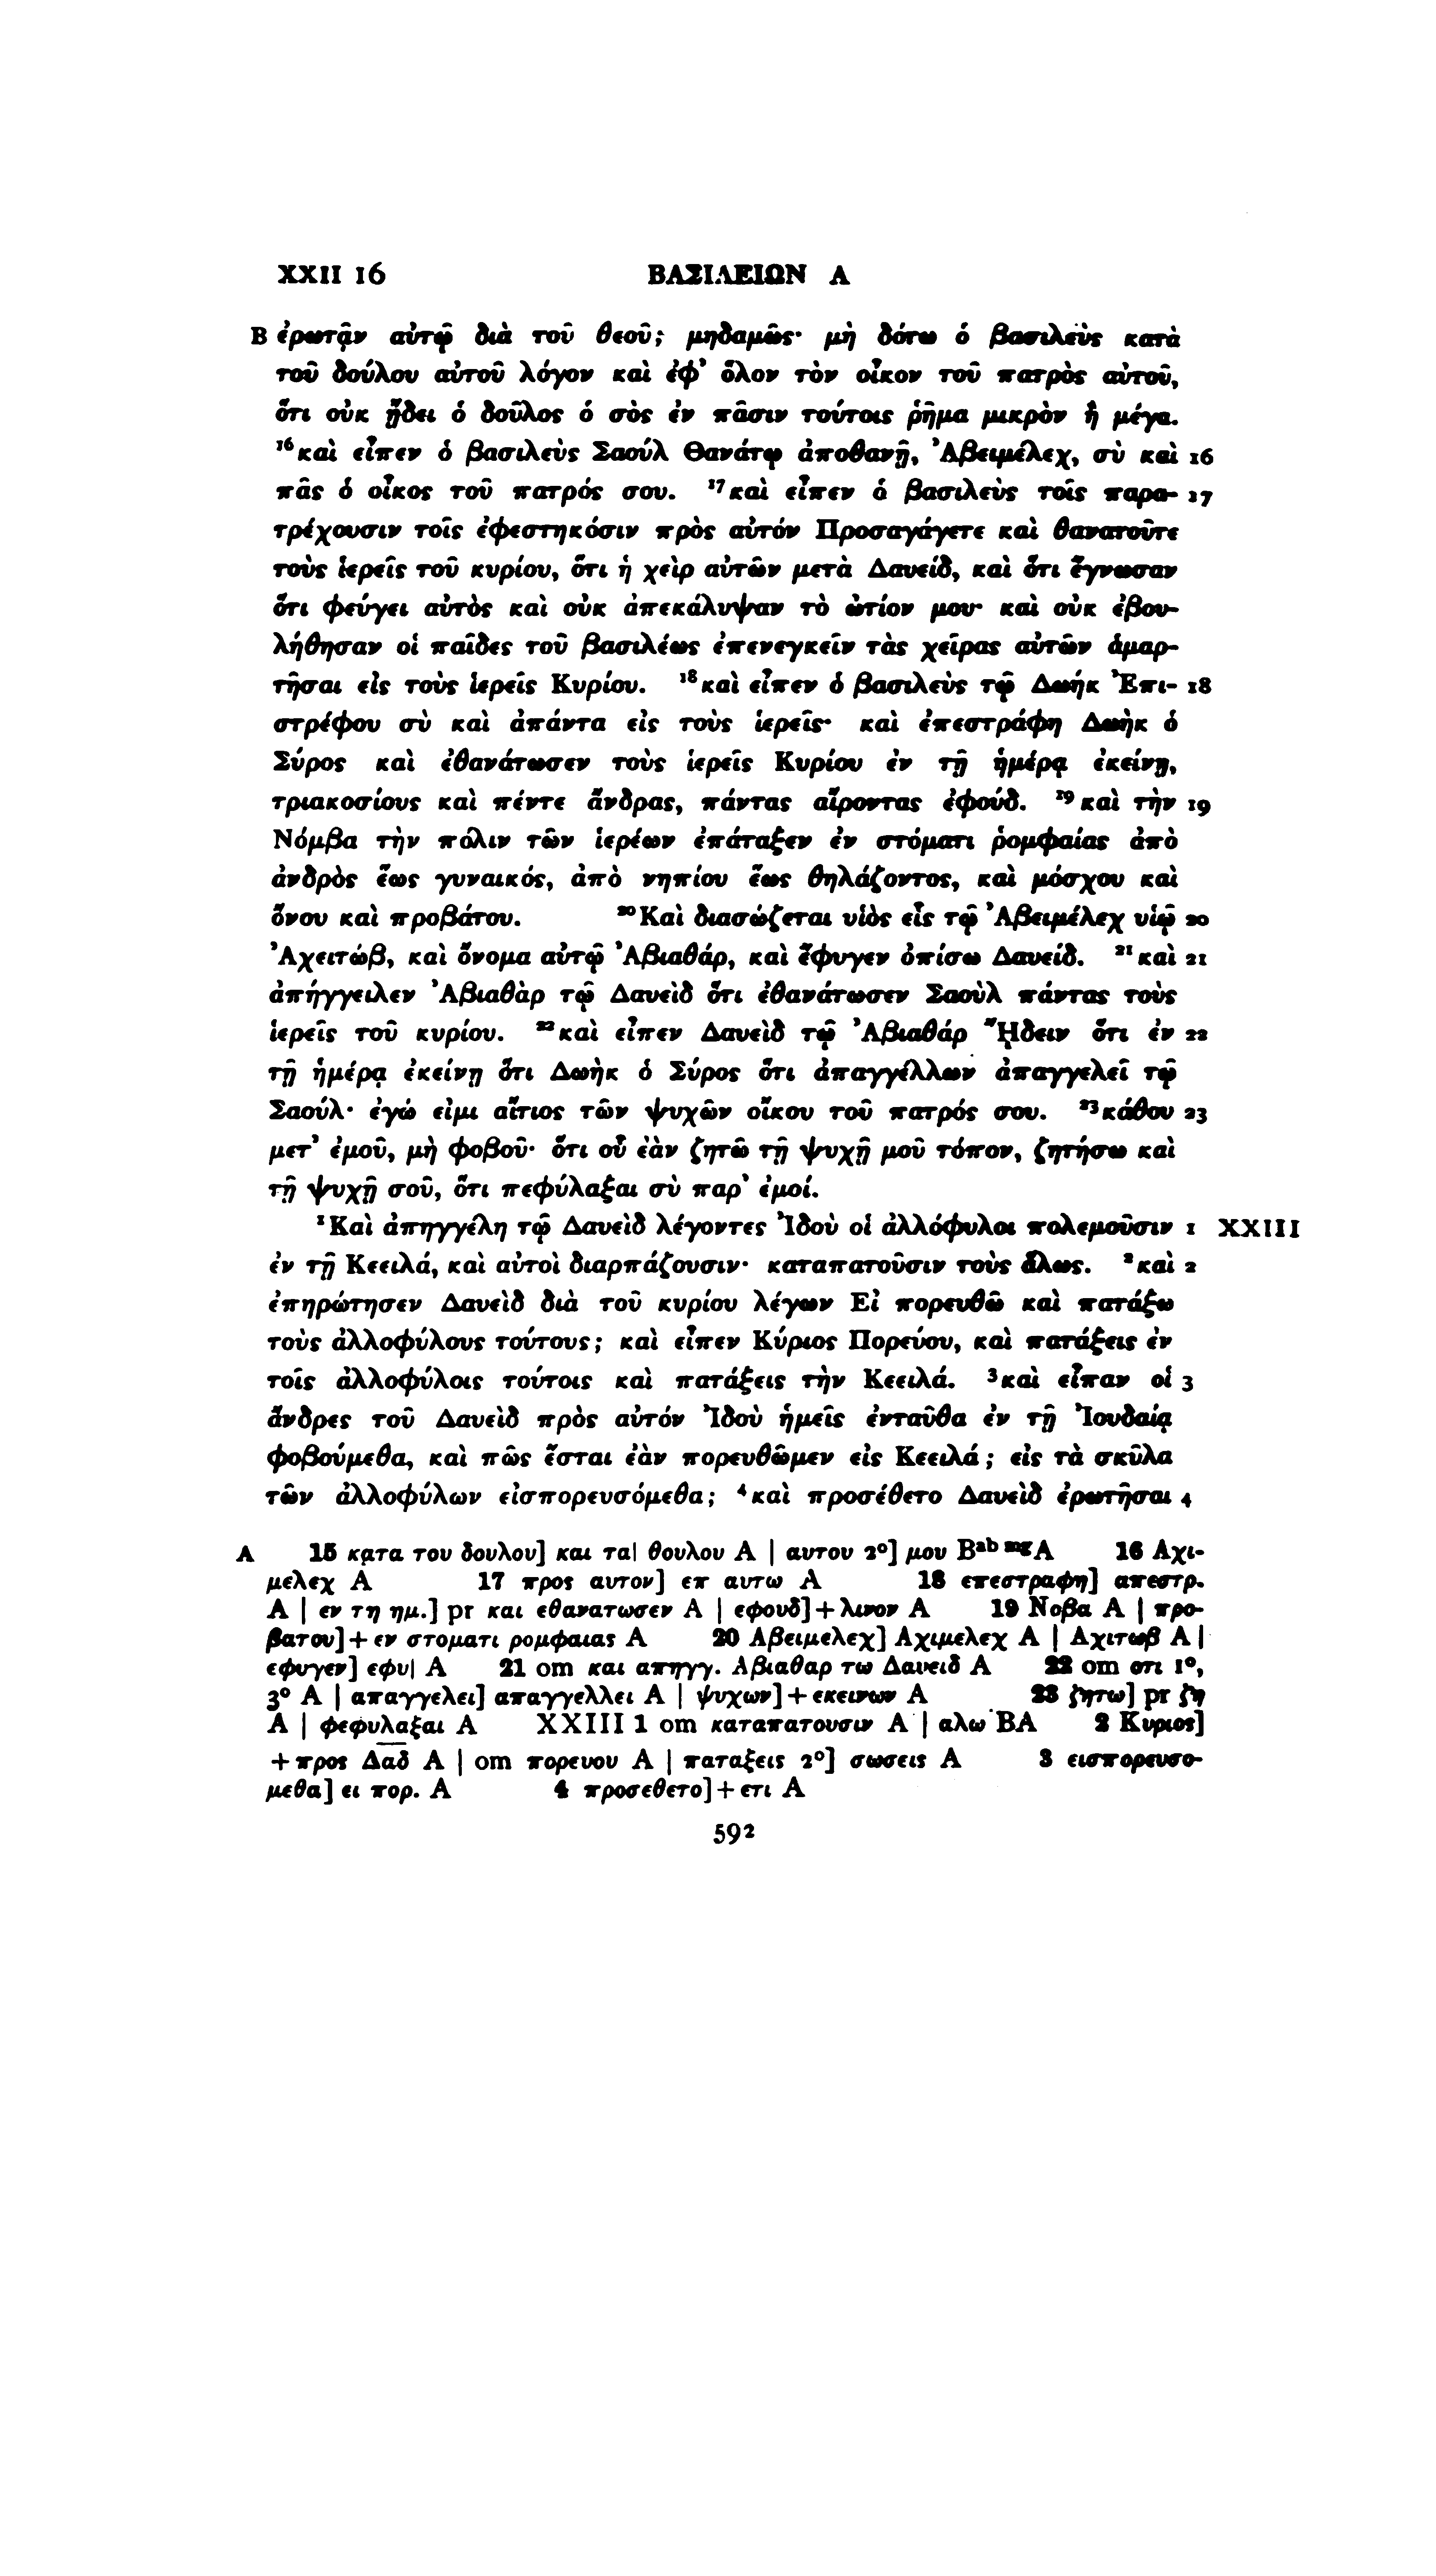 XXII 16 ΒΑΣΙΛΕΙΩΝ Α
B ἐρωτᾷν αὐτῷ διὰ τοῦ θεοῦ; μηδαμῶς· μὴ δότω ὁ βασιλεὺς κατὰ
τοῦ δούλου αὐτοῦ λόγον καὶ ἐφ’ ὅλον τὸν οἶκον τοῦ πατρὸς αὐτοῦ,
ὅτι οὐκ ᾔδει ὁ δοῦλος ὁ σὸς ἐν πᾶσιν τούτοις ῥῆμα μικρὸν ἢ μέγα.
¹⁶καὶ εἶπεν ὁ βασιλεὺς Σαούλ Θανάτῳ ἀποθανῇ, Ἀβειμέλεχ, σὺ καὶ 16
πᾶς ὁ οἶκος τοῦ πατρός σου. ¹⁷καὶ εἶπεν ὁ βασιλεὺς τοῖς παρα- 17
τρέχουσιν τοῖς ἐφεστηκόσιν πρὸς αὐτόν Προσαγάγετε καὶ θανατοῦτε
τοὺς ἱερεῖς τοῦ κυρίου, ὅτι ἡ χεὶρ αὐτῶν μετὰ Δαυείδ, καὶ ὅτι ἔγνωσαν
ὅτι φεύγει αὐτὸς καὶ οὐκ ἀπεκάλυψαν τὸ ὠτίον μου· καὶ οὐκ ἐβου-
λήθησαν οἱ παῖδες τοῦ βασιλέως ἐπενεγκεῖν τὰς χεῖρας αὐτῶν ἁμαρ-
τῆσαι εἰς τοὺς ἱερεῖς Κυρίου. ¹⁸καὶ εἶπεν ὁ βασιλεὺς τῷ Δωήκ Ἐπι- 18
στρέφου σὺ καὶ ἀπάντα εἰς τοὺς ἱερεῖς· καὶ ἐπεστράφη Δωὴκ ὁ
Σύρος καὶ ἐθανάτωσεν τοὺς ἱερεῖς Κυρίου ἐν τῇ ἡμέρᾳ ἐκείνῃ,
τριακοσίους καὶ πέντε ἄνδρας, πάντας αἴροντας ἐφούδ. ¹⁹καὶ τὴν 19
Νόμβα τὴν πόλιν τῶν ἱερέων ἐπάταξεν ἐν στόματι ῥομφαίας ἀπὸ
ἀνδρὸς ἕως γυναικός, ἀπὸ νηπίου ἕως θηλάζοντος, καὶ μόσχου καὶ
ὄνου καὶ προβάτου. ²⁰Καὶ διασώζεται υἱὸς εἷς τῷ Ἀβειμέλεχ υἱῷ 20
Ἀχειτώβ, καὶ ὄνομα αὐτῷ Ἀβιαθάρ, καὶ ἔφυγεν ὀπίσω Δαυείδ. ²¹καὶ 21
ἀπήγγειλεν Ἀβιαθὰρ τῷ Δαυεὶδ ὅτι ἐθανάτωσεν Σαοὺλ πάντας τοὺς
ἱερεῖς τοῦ κυρίου. ²²καὶ εἶπεν Δαυεὶδ τῷ Ἀβιαθάρ ᾜδειν ὅτι ἐν 22
τῇ ἡμέρᾳ ἐκείνῃ ὅτι Δωὴκ ὁ Σύρος ὅτι ἀπαγγέλλων ἀπαγγελεῖ τῷ
Σαούλ· ἐγώ εἰμι αἴτιος τῶν ψυχῶν οἴκου τοῦ πατρός σου. ²³κάθου 23
μετ’ ἐμοῦ, μὴ φοβοῦ· ὅτι οὗ ἐὰν ζητῶ τῇ ψυχῇ μοῦ τόπον, ζητήσω καὶ
τῇ ψυχῇ σοῦ, ὅτι πεφύλαξαι σὺ παρ’ ἐμοί.
¹Καὶ ἀπηγγέλη τῷ Δαυεὶδ λέγοντες Ἰδοὺ οἱ ἀλλόφυλοι πολεμοῦσιν 1 XXIII
ἐν τῇ Κεειλά, καὶ αὐτοὶ διαρπάζουσιν· καταπατοῦσιν τοὺς ἅλως. ²καὶ 2
ἐπηρώτησεν Δαυεὶδ διὰ τοῦ κυρίου λέγων Εἰ πορευθῶ καὶ πατάξω
τοὺς ἀλλοφύλους τούτους; καὶ εἶπεν Κύριος Πορεύου, καὶ πατάξεις ἐν
τοῖς ἀλλοφύλοις τούτοις καὶ πατάξεις τὴν Κεειλά. ³καὶ εἶπαν οἱ 3
ἄνδρες τοῦ Δαυεὶδ πρὸς αὐτόν Ἰδοὺ ἡμεῖς ἐνταῦθα ἐν τῇ Ἰουδαίᾳ
φοβούμεθα, καὶ πῶς ἔσται ἐὰν πορευθῶμεν εἰς Κεειλά; εἰς τὰ σκῦλα
τῶν ἀλλοφύλων εἰσπορευσόμεθα; ⁴καὶ προσέθετο Δαυεὶδ ἐρωτῆσαι 4
A 15 κατα του δουλου] και τα| θουλου A | αυτου 2°] μου Bᵃᵇ ᵐᵍA 16 Αχι-
μελεχ A 17 προς αυτον] επ αυτω A 18 επεστραφη] απεστρ.
A | εν τη ημ.] pr και εθανατωσεν A | εφουδ]+λινον A 19 Νοβα A | προ-
βατου]+εν στοματι ρομφαιας A 20 Αβειμελεχ] Αχιμελεχ A | Αχιτωβ A |
εφυγεν] εφυ| A 21 om και απηγγ. Αβιαθαρ τω Δαυειδ A 22 om οτι 1°,
3° A | απαγγελει] απαγγελλει A | ψυχων]+εκεινων A 23 ζητω] pr ζη
A | φεφυλαξαι A XXIII 1 om καταπατουσιν A | αλω BA 2 Κυριος]
+προς Δαδ A | om πορευου A | παταξεις 2°] σωσεις A 3 εισπορευσο-
μεθα] ει πορ. A 4 προσεθετο]+ετι A
592